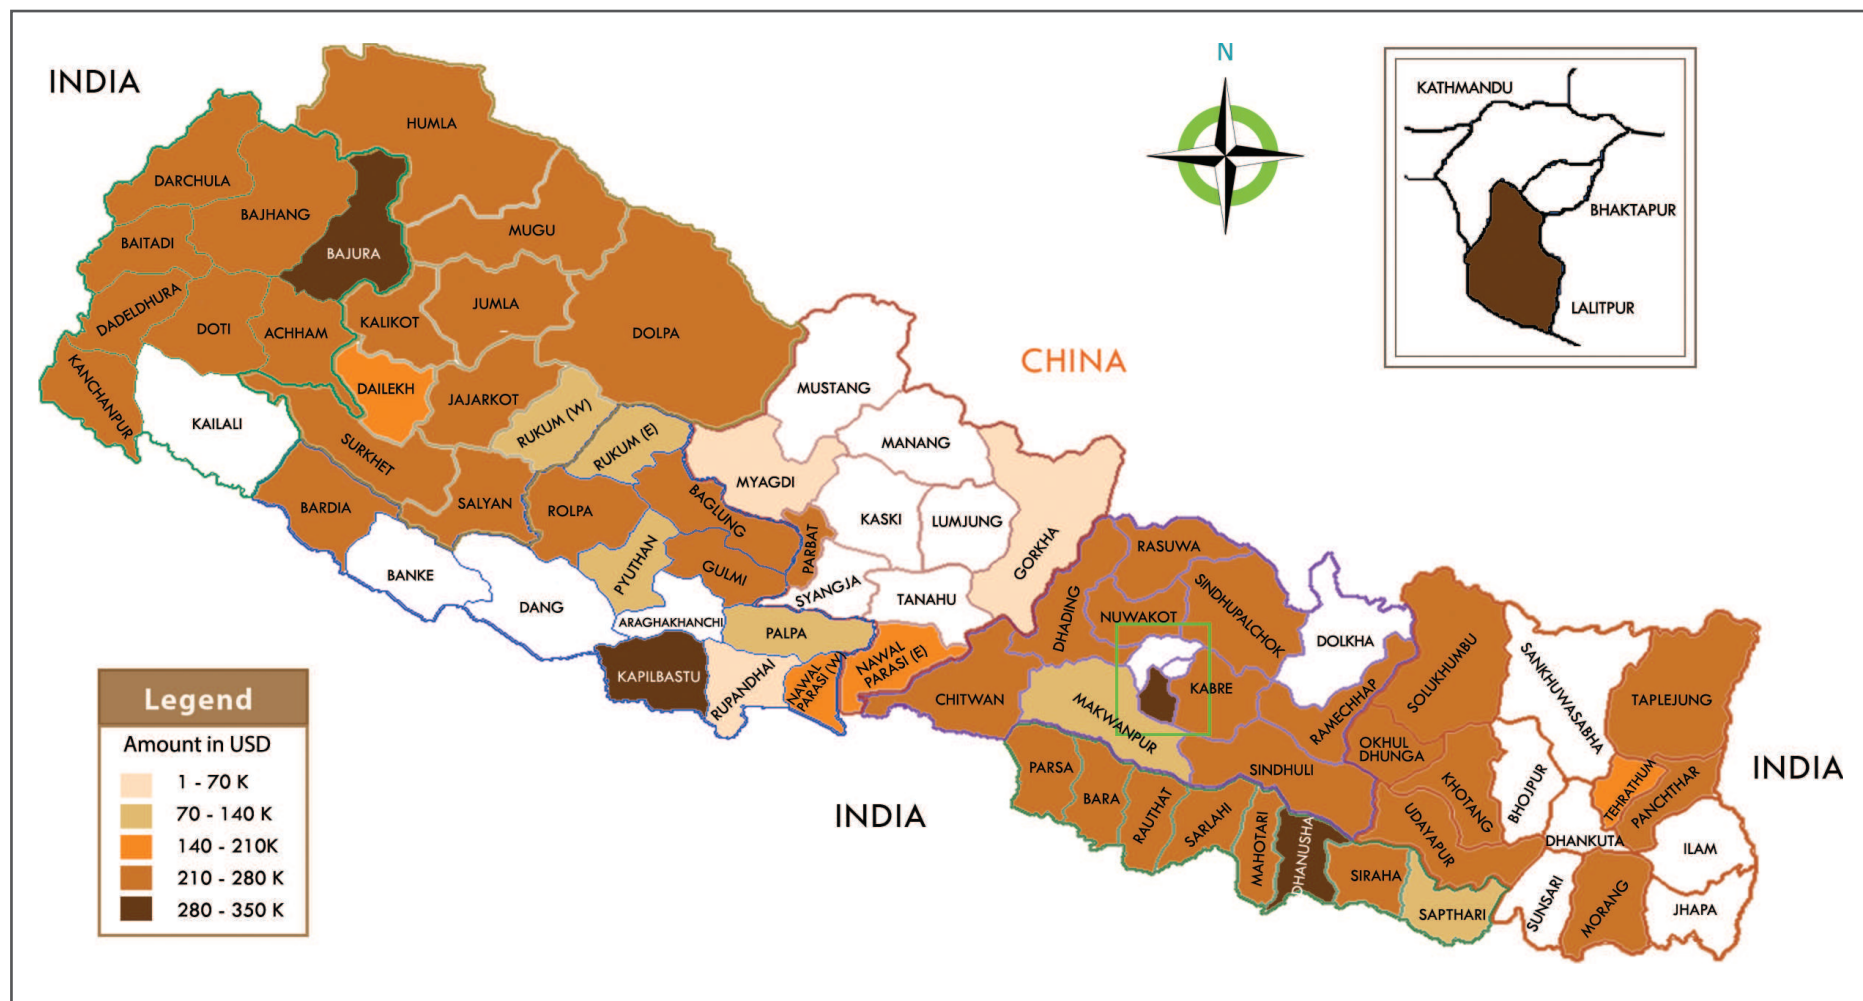 INDIA
N
KATHMANDU
BHAKTAPUR
LALITPUR
HUMLA
DARCHULA
BAJHANG
BAITADI
BAJURA
MUGU
DADELDHURA
DOTI
ACHHAM
KALIKOT
JUMLA
DOLPA
CHINA
KANCHANPUR
KAILALI
DAILEKH
JAJARKOT
RUKUM (W)
RUKUM (E)
MUSTANG
MANANG
SURKHET
MYAGDI
BARDIA
SALYAN
ROLPA
BAGLUNG
PARBAT
KASKI
LUMJUNG
GORKHA
BANKE
DANG
PYUTHAN
GULMI
SYANGJA
TANAHU
ARAGHAKHANCHI
PALPA
KAPILBASTU
RUPANDHAI
NAWAL
PARASI (W)
NAWAL
PARASI (E)
CHITWAN
DHADING
RASUWA
NUWAKOT
SINDHUPALCHOK
DOLKHA
KABRE
MAKWANPUR
RAMECHHAP
SOLUKHUMBU
SANKHUWASABHA
TAPLEJUNG
OKHUL
DHUNGA
SINDHULI
KHOTANG
BHOJPUR
TEHRATHUM
PANCHTHAR
INDIA
PARSA
BARA
RAUTHAT
SARLAHI
MAHOTARI
DHANUSHA
SIRAHA
UDAYAPUR
SAPTHARI
DHANKUTA
ILAM
SUNSARI
MORANG
JHAPA
INDIA
Legend
Amount in USD
1 - 70 K
70 - 140 K
140 - 210K
210 - 280 K
280 - 350 K